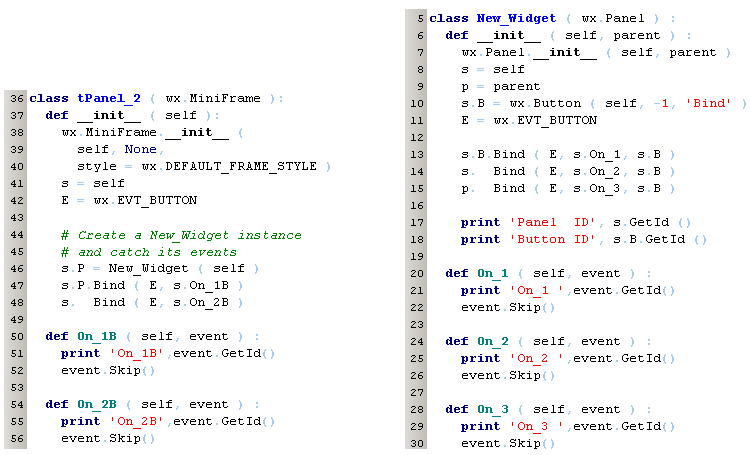 36 class tPanel_2 ( wx.MiniFrame ):
37   def __init__ ( self ):
38     wx.MiniFrame.__init__ (
39       self, None,
40       style = wx.DEFAULT_FRAME_STYLE )
41     s = self
42     E = wx.EVT_BUTTON
43
44     # Create a New_Widget instance
45     # and catch its events
46     s.P = New_Widget ( self )
47     s.P.Bind ( E, s.On_1B )
48     s.  Bind ( E, s.On_2B )
49
50   def On_1B ( self, event ) :
51     print 'On_1B',event.GetId()
52     event.Skip()
53
54   def On_2B ( self, event ) :
55     print 'On_2B',event.GetId()
56     event.Skip()
5 class New_Widget ( wx.Panel ) :
6   def __init__ ( self, parent ) :
7     wx.Panel.__init__ ( self, parent )
8     s = self
9     p = parent
10     s.B = wx.Button ( self, -1, 'Bind' )
11     E = wx.EVT_BUTTON
12
13     s.B.Bind ( E, s.On_1, s.B )
14     s.  Bind ( E, s.On_2, s.B )
15     p.  Bind ( E, s.On_3, s.B )
16
17     print 'Panel  ID', s.GetId ()
18     print 'Button ID', s.B.GetId ()
19
20   def On_1 ( self, event ) :
21     print 'On_1 ',event.GetId()
22     event.Skip()
23
24   def On_2 ( self, event ) :
25     print 'On_2 ',event.GetId()
26     event.Skip()
27
28   def On_3 ( self, event ) :
29     print 'On_3 ',event.GetId()
30     event.Skip()